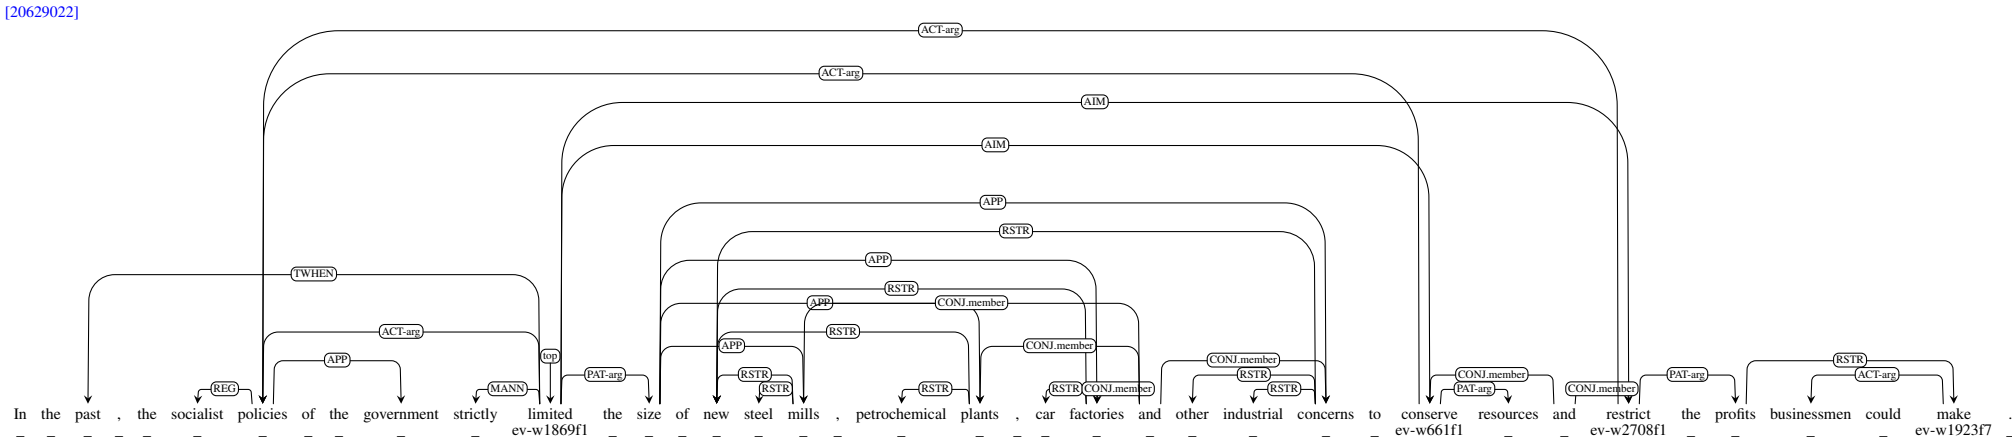 [20629022]
ACT-arg
ACT-arg
AIM
AIM
APP
RSTR
APP
TWHEN
RSTR
APP CONJ.member
ACT-arg RSTR
APP CONJ.member
top
APP CONJ.member RSTR
PAT-arg RSTR RSTR CONJ.member PAT-arg ACT-arg
REG MANN RSTR RSTR RSTR CONJ.member RSTR PAT-arg CONJ.member
In the past , the socialist policies of the government strictly limited the size of new steel mills , petrochemical plants , car factories and other industrial concerns to conserve resources and restrict the profits businessmen could make .
ev-w1869f1 ev-w661f1 ev-w2708f1 ev-w1923f7